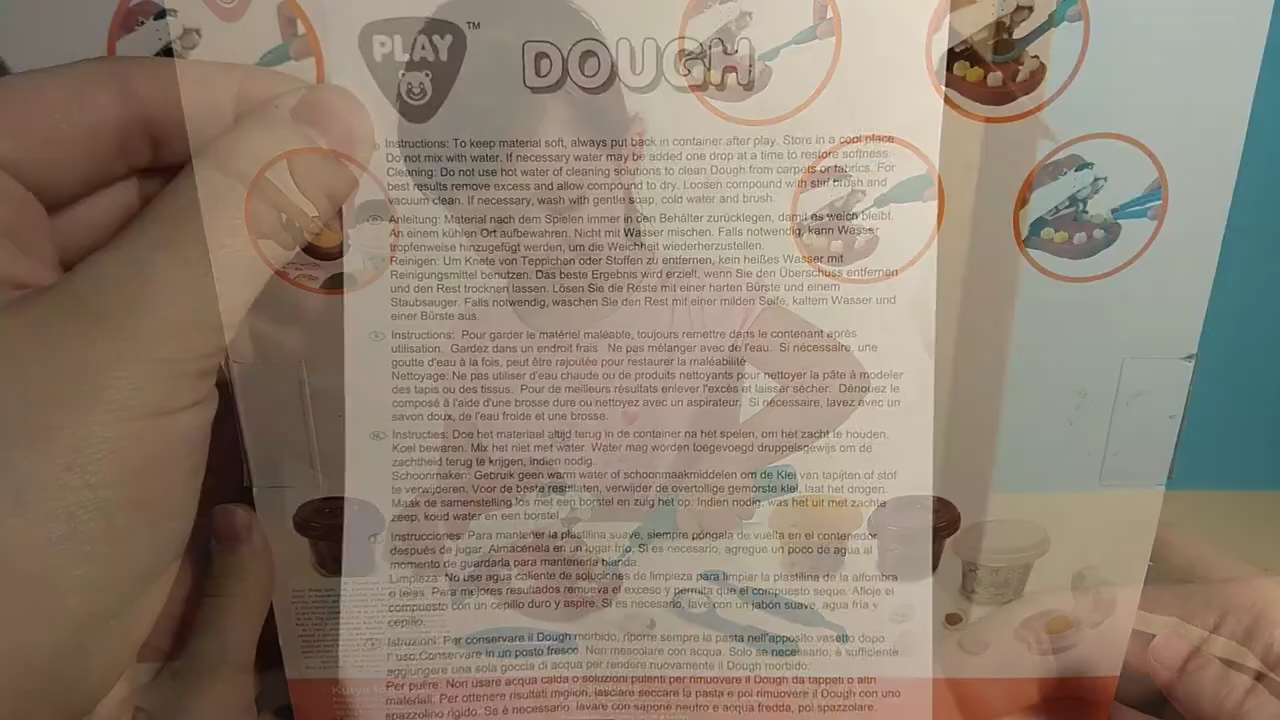 PLAY
TM
DOUGH
Instructions: To keep material soft, always put back in container after play. Store in a cool place.
Do not mix with water. If necessary water may be added one drop at a time to restore softness.
Cleaning: Do not use hot water of cleaning solutions to clean Dough from carpets or fabrics. For
best results remove excess and allow compound to dry. Loosen compound with stiff brush and
vacuum clean. If necessary, wash with gentle soap, cold water and brush.
Anleitung: Material nach dem Spielen immer in den Behälter zurücklegen, damit es weich bleibt.
An einem kühlen Ort aufbewahren. Nicht mit Wasser mischen. Falls notwendig, kann Wasser
tropfenweise hinzugefügt werden, um die Weichheit wiederherzustellen.
Reinigen: Um Knete von Teppichen oder Stoffen zu entfernen, kein heißes Wasser mit
Reinigungsmittel benutzen. Das beste Ergebnis wird erzielt, wenn Sie den Überschuss entfernen
und den Rest trocknen lassen. Lösen Sie die Reste mit einer harten Bürste und einem
Staubsauger. Falls notwendig, waschen Sie den Rest mit einer milden Seife, kaltem Wasser und
einer Bürste aus.
Instructions: Pour garder le matériel maléable, toujours remettre dans le contenant après
utilisation. Gardez dans un endroit frais. Ne pas mélanger avec de l'eau. Si nécessaire, une
goutte d'eau à la fois, peut être rajoutée pour restaurer la maléabilité.
Nettoyage: Ne pas utiliser d'eau chaude ou de produits nettoyants pour nettoyer la pâte à modeler
des tapis ou des tissus. Pour de meilleurs résultats enlever l'excés et laisser sécher. Dénouez le
composé à l'aide d'une brosse dure ou nettoyez avec un aspirateur. Si nécessaire, lavez avec un
savon doux, de l'eau froide et une brosse.
Instructies: Doe het materiaal altijd terug in de container na het spelen, om het zacht te houden.
Koel bewaren. Mix het niet met water. Water mag worden toegevoegd druppelsgewijs om de
zachtheid terug te krijgen, indien nodig.
Schoonmaken: Gebruik geen warm water of schoonmaakmiddelen om de Klei van tapijten of stof
te verwijderen. Voor de beste resultaten, verwijder de overtollige gemorste klei, laat het drogen.
Maak de samenstelling los met een borstel en zuig het op. Indien nodig, was het uit met zachte
zeep, koud water en een borstel.
Instrucciones: Para mantener la plastilina suave, siempre póngala de vuelta en el contenedor
después de jugar. Almacenela en un lugar frío. Si es necesario, agregue un poco de agua al
momento de guardarla para mantenerla blanda.
Limpieza: No use agua caliente de soluciones de limpieza para limpiar la plastilina de la alfombra
o telas. Para mejores resultados remueva el exceso y permita que el compuesto seque. Afloje el
compuesto con un cepillo duro y aspire. Si es necesario, lave con un jabón suave, agua fria y
cepillo.
Istruzioni: Per conservare il Dough morbido, riporre sempre la pasta nell'apposito vasetto dopo
l'uso.Conservare in un posto fresco. Non mescolare con acqua. Solo se necessario, è sufficiente
aggiungere una sola goccia di acqua per rendere nuovamente il Dough morbido.
Per pulire: Non usare acqua calda o soluzioni pulenti per rimuovere il Dough da tappeti o altri
materiali. Per ottenere risultati migliori, lasciare seccare la pasta e poi rimuovere il Dough con uno
spazzolino rigido. Se è necessario, lavare con sapone neutro e acqua fredda, poi spazzolare.